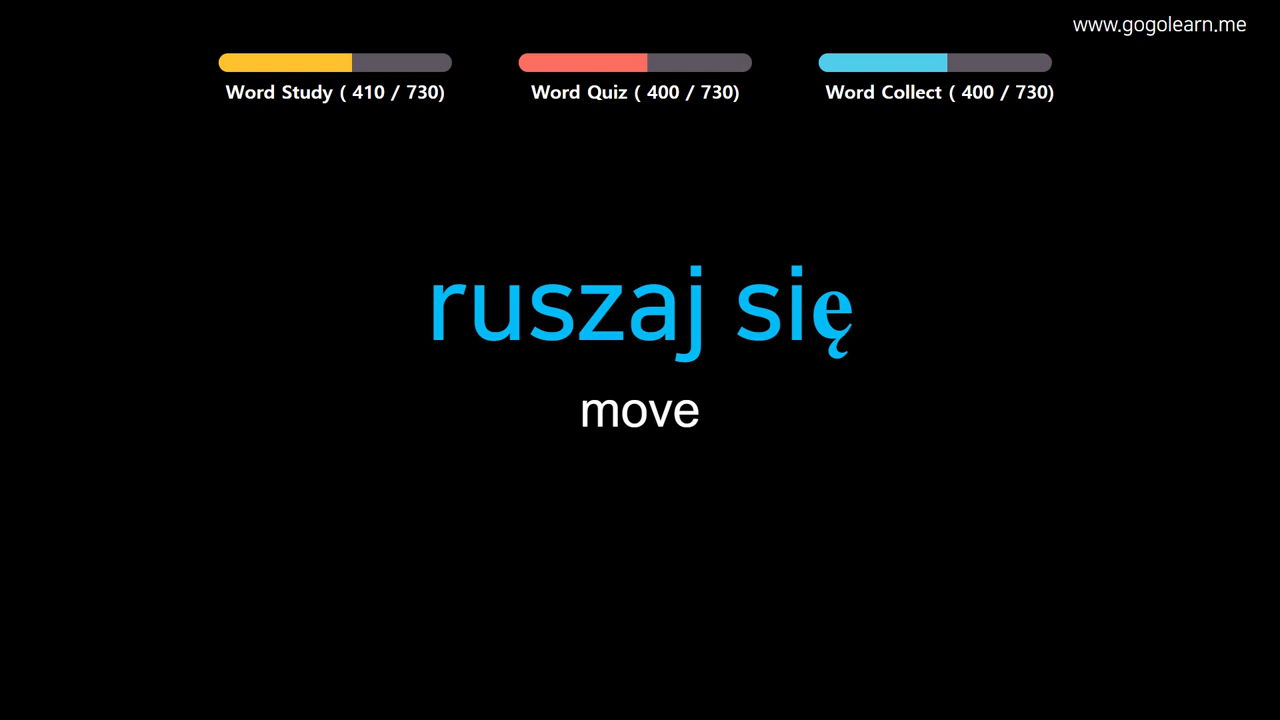 www.gogolearn.me
Word Study ( 410 / 730)
Word Quiz ( 400 / 730)
Word Collect ( 400 / 730)
ruszaj się
move